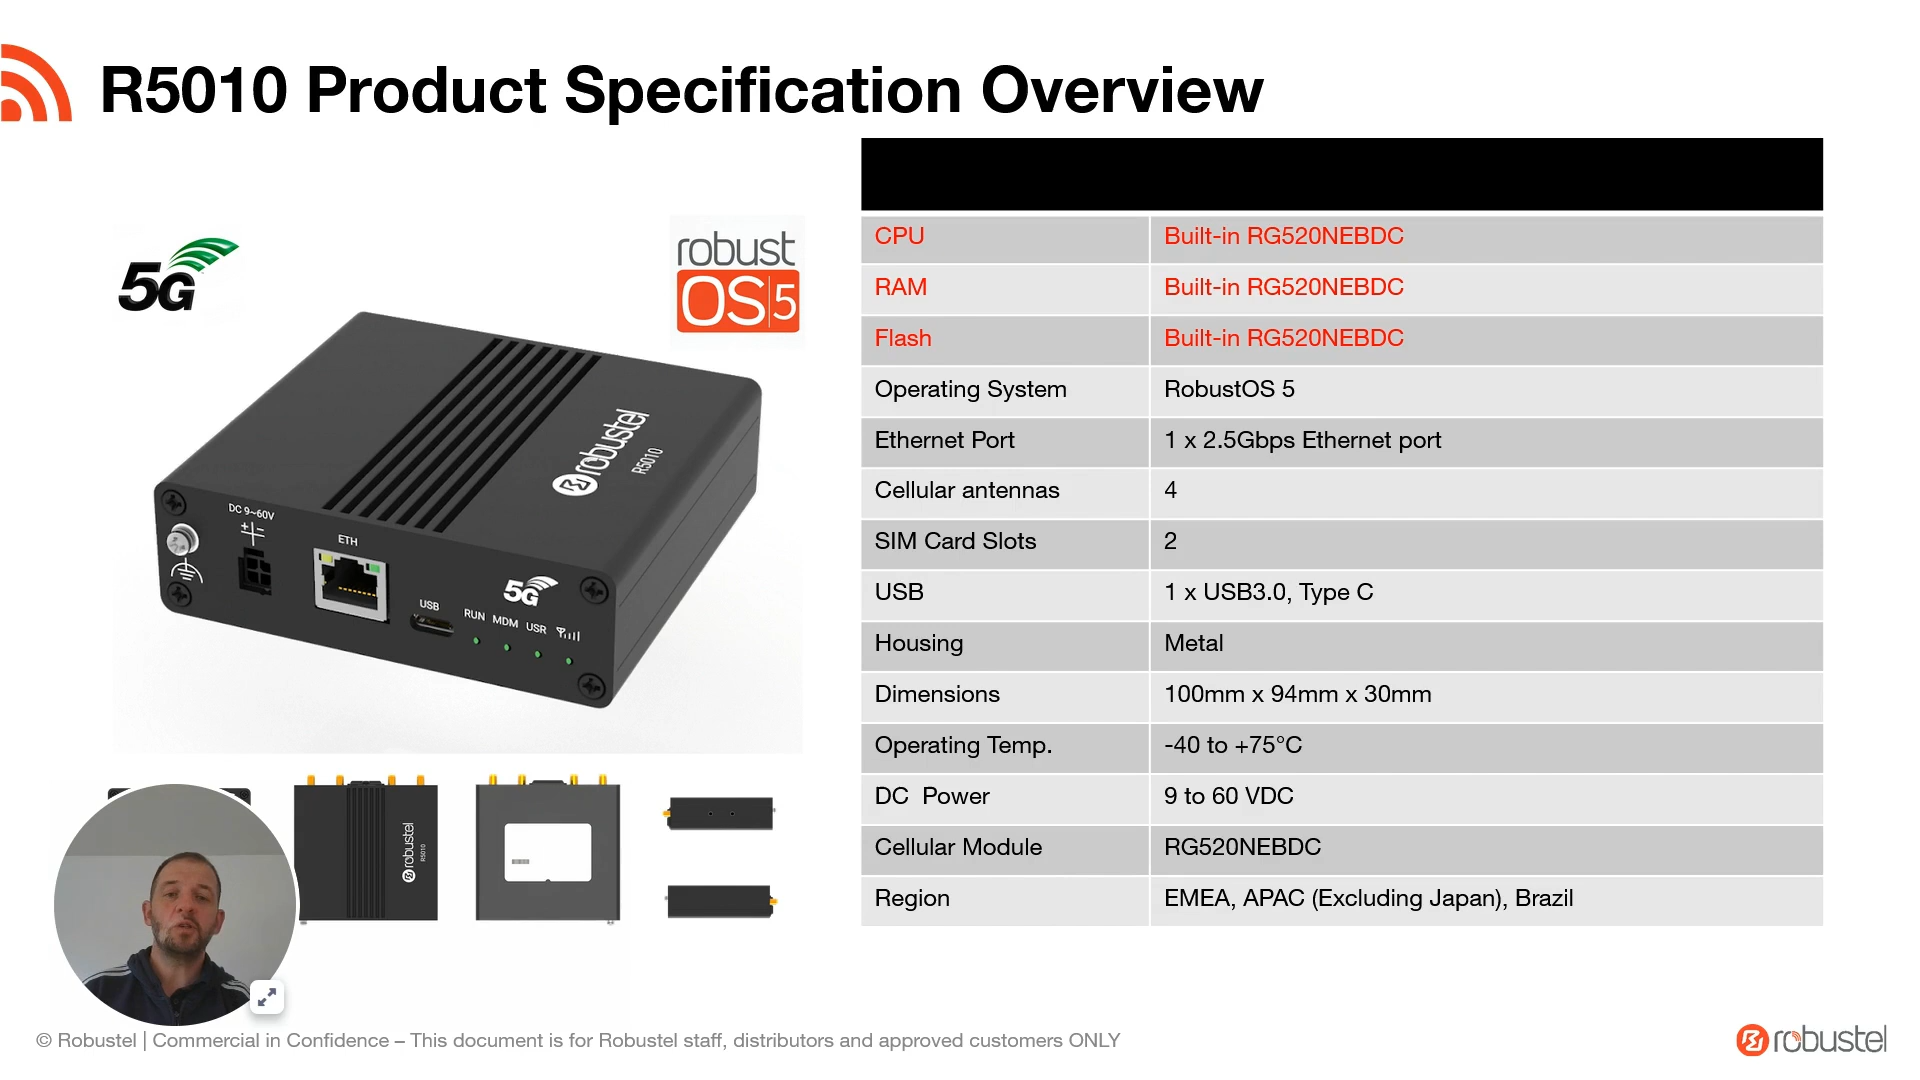 R5010 Product Specification Overview
5G
robust
OS|5
DC 9~60V
ETH
USB
RUN MDM USR
5G
robustel
R5010
robustel
R5010
CPU Built-in RG520NEBDC
RAM Built-in RG520NEBDC
Flash Built-in RG520NEBDC
Operating System RobustOS 5
Ethernet Port 1 x 2.5Gbps Ethernet port
Cellular antennas 4
SIM Card Slots 2
USB 1 x USB3.0, Type C
Housing Metal
Dimensions 100mm x 94mm x 30mm
Operating Temp. -40 to +75°C
DC Power 9 to 60 VDC
Cellular Module RG520NEBDC
Region EMEA, APAC (Excluding Japan), Brazil
© Robustel | Commercial in Confidence – This document is for Robustel staff, distributors and approved customers ONLY
robustel